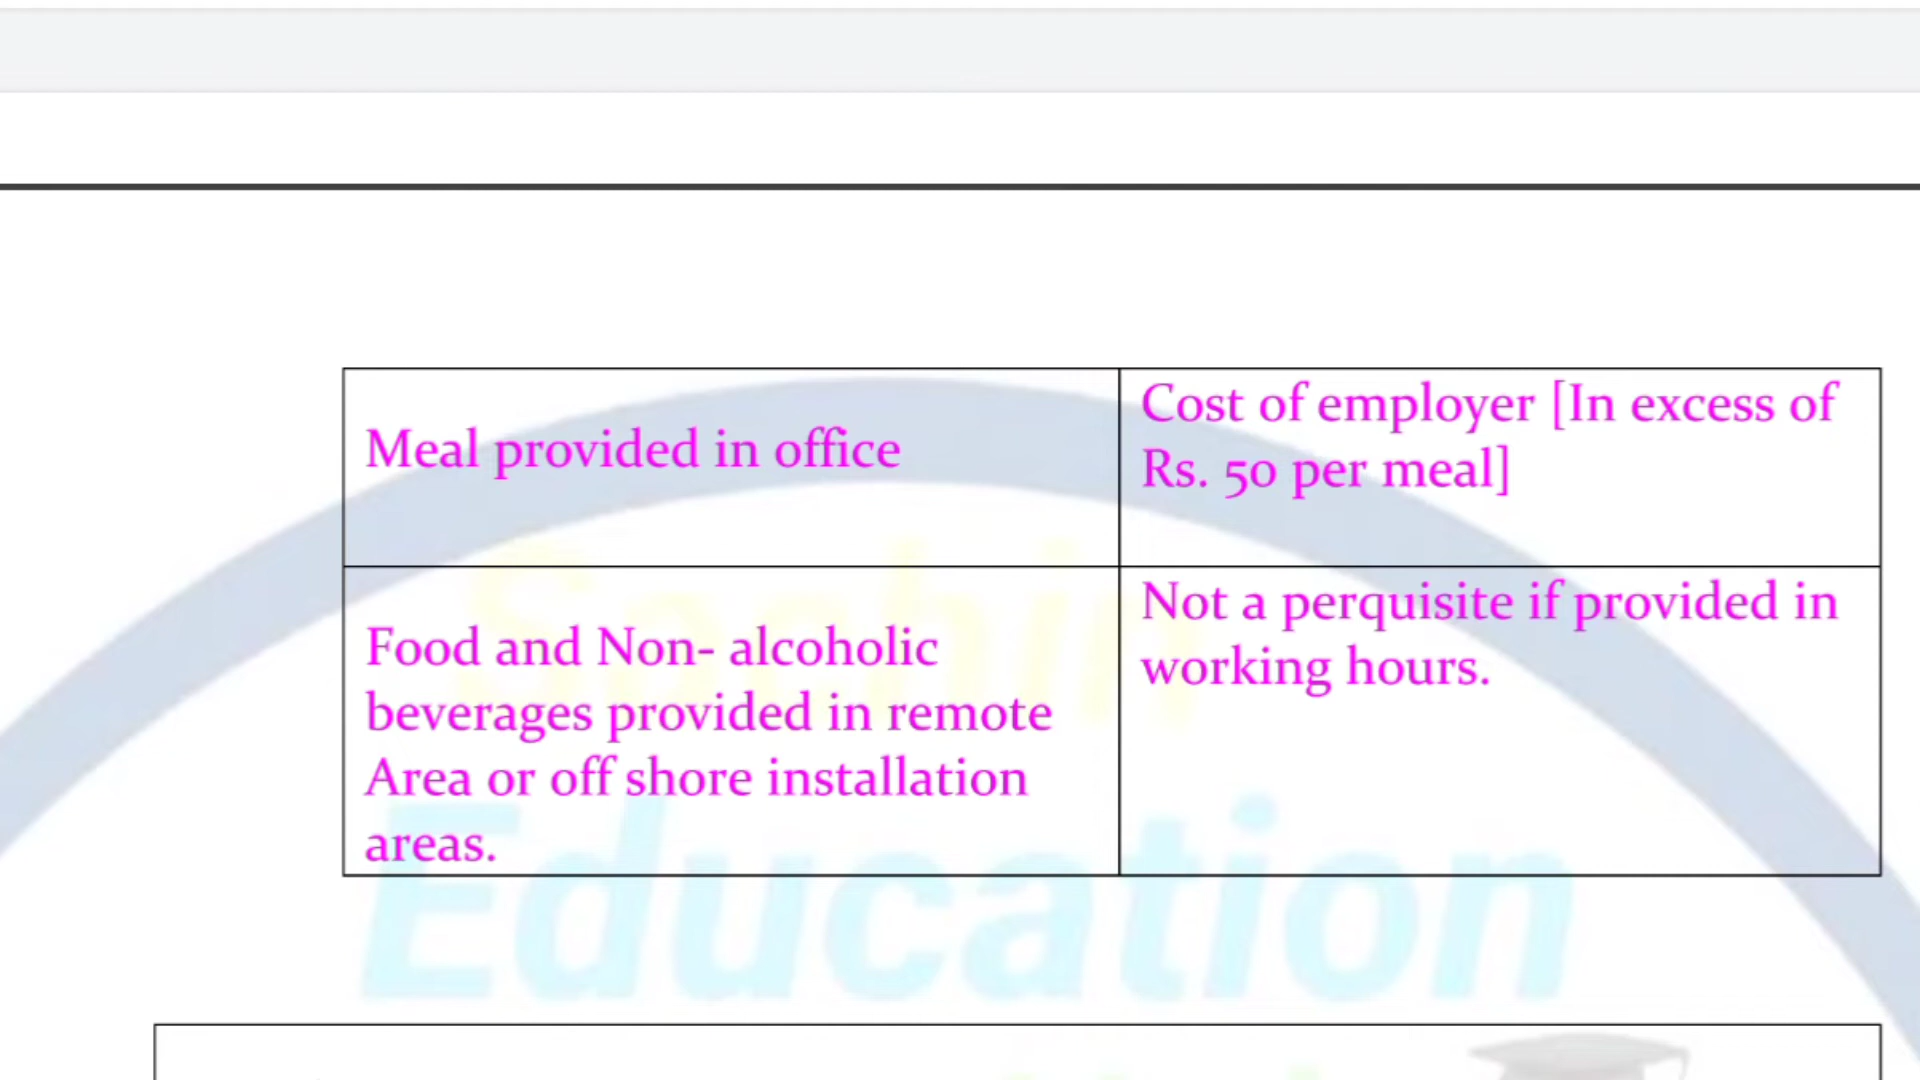 Meal provided in office
Cost of employer [In excess of
Rs. 50 per meal]
Food and Non- alcoholic
beverages provided in remote
Area or off shore installation
areas.
Not a perquisite if provided in
working hours.
Sachin
Education